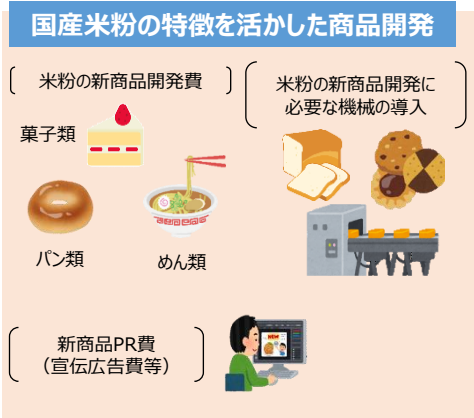 国産米粉の特徴を活かした商品開発
米粉の新商品開発費
菓子類
パン類
めん類
米粉の新商品開発に
必要な機械の導入
新商品PR費
（宣伝広告費等）